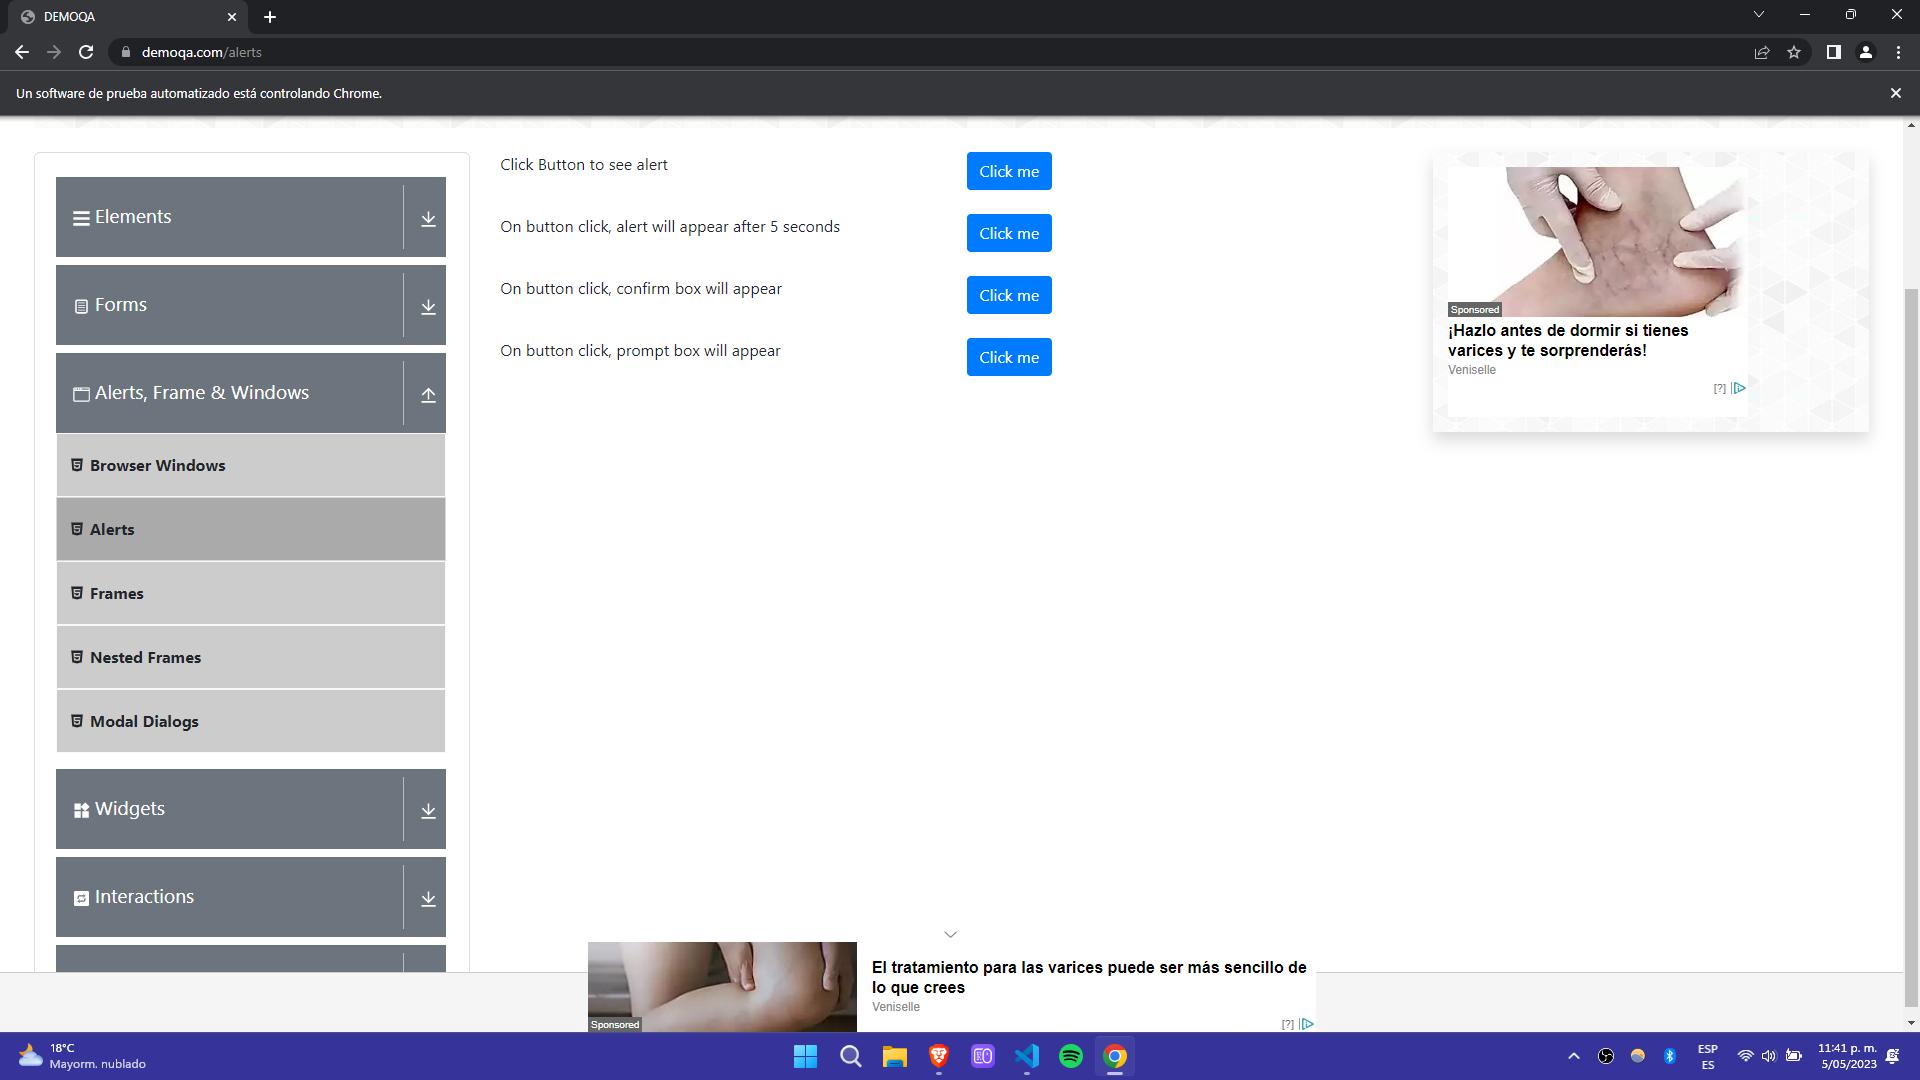 DEMOQA
demoqa.com/alerts
Un software de prueba automatizado está controlando Chrome.
Elements
Forms
Alerts, Frame & Windows
Browser Windows
Alerts
Frames
Nested Frames
Modal Dialogs
Widgets
Interactions
Click Button to see alert
Click me
On button click, alert will appear after 5 seconds
Click me
On button click, confirm box will appear
Click me
On button click, prompt box will appear
Click me
Sponsored
¡Hazlo antes de dormir si tienes
varices y te sorprenderás!
Veniselle
[?]
El tratamiento para las varices puede ser más sencillo de
lo que crees
Veniselle
Sponsored
[?]
18°C
Mayorm. nublado
ESP
ES
11:41 p. m.
5/05/2023